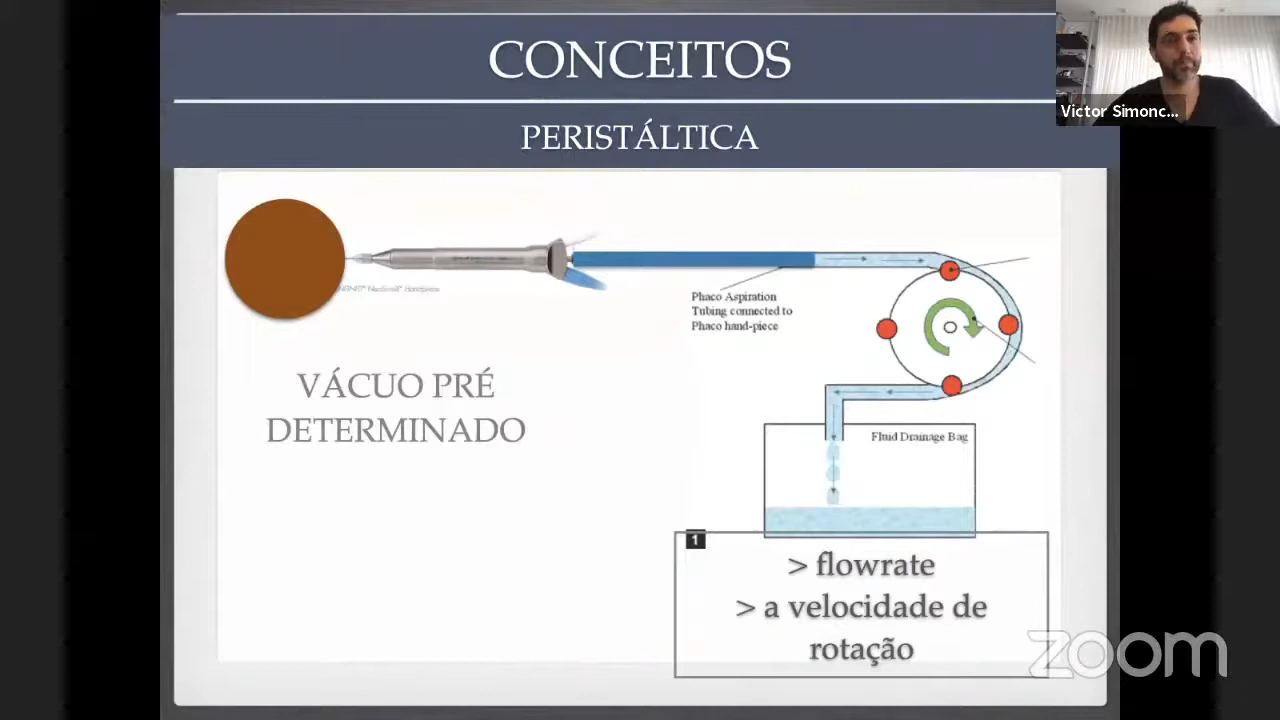 CONCEITOS
PERISTÁLTICA
Victor Simonc...
Phaco Aspiration
Tubing connected to
Phaco hand-piece
VÁCUO PRÉ
DETERMINADO
Fluid Drainage Bag
1
> flowrate
> a velocidade de
rotação
zoom